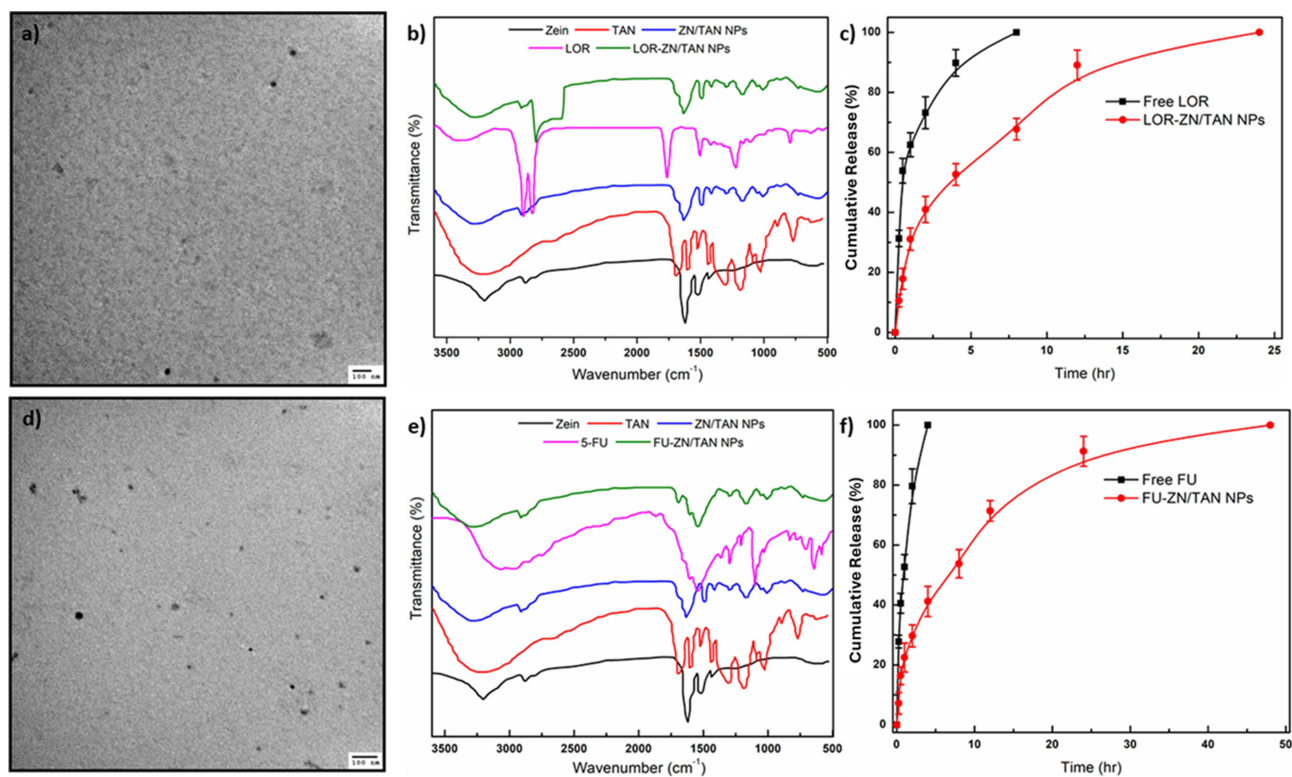 a)
100 nm
b)
Zein TAN ZN/TAN NPs
LOR LOR-ZN/TAN NPs
Transmittance (%)
3500 3000 2500 2000 1500 1000 500
Wavenumber (cm⁻¹)
c)
100
80
60
40
20
0
Cumulative Release (%)
Free LOR
LOR-ZN/TAN NPs
0 5 10 15 20 25
Time (hr)
d)
100 nm
e)
Zein TAN ZN/TAN NPs
5-FU FU-ZN/TAN NPs
Transmittance (%)
3500 3000 2500 2000 1500 1000 500
Wavenumber (cm⁻¹)
f)
100
80
60
40
20
0
Cumulative Release (%)
Free FU
FU-ZN/TAN NPs
0 10 20 30 40 50
Time (hr)